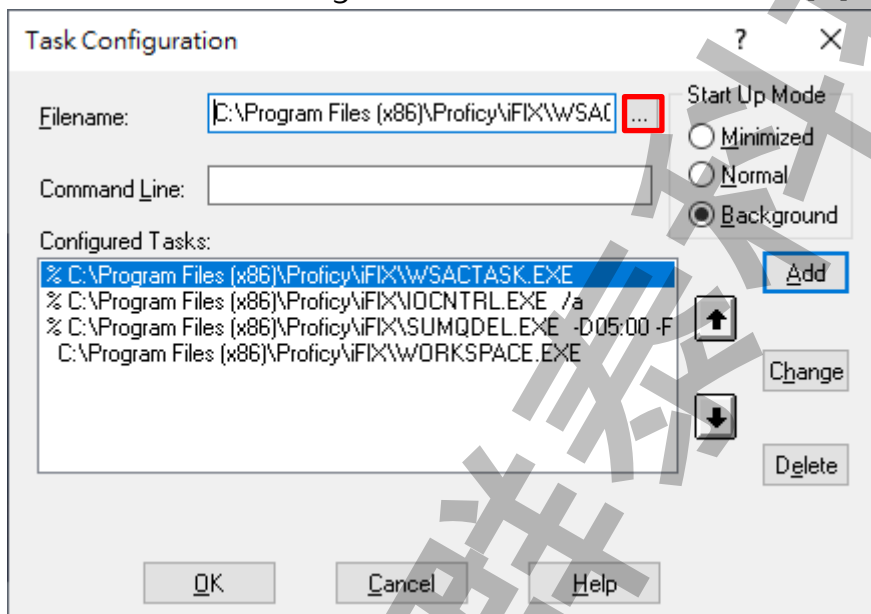 Task Configuration ? ×
Filename: C:\Program Files (x86)\Proficy\iFIX\WSAC ...
Start Up Mode
Minimized
Command Line:
Normal
Background
Configured Tasks:
% C:\Program Files (x86)\Proficy\iFIX\WSACTASK.EXE
% C:\Program Files (x86)\Proficy\iFIX\IOCNTRL.EXE /a
% C:\Program Files (x86)\Proficy\iFIX\SUMQDEL.EXE -D05:00 -F
C:\Program Files (x86)\Proficy\iFIX\WORKSPACE.EXE
Add
Change
Delete
OK Cancel Help